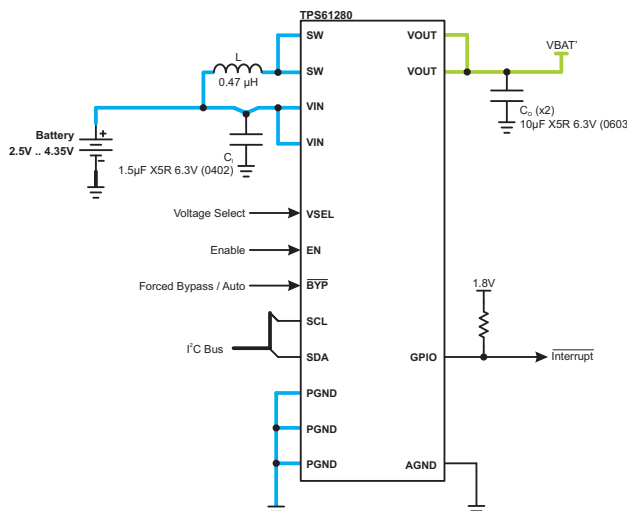 TPS61280
SW
VOUT
VBAT'
L
0.47 µH
SW
VOUT
C₀ (x2)
10µF X5R 6.3V (0603
VIN
Battery
2.5V .. 4.35V
+
-
VIN
Cᵢ
1.5µF X5R 6.3V (0402)
Voltage Select
VSEL
Enable
EN
Forced Bypass / Auto
BYP
1.8V
SCL
I²C Bus
SDA
GPIO
Interrupt
PGND
PGND
PGND
AGND